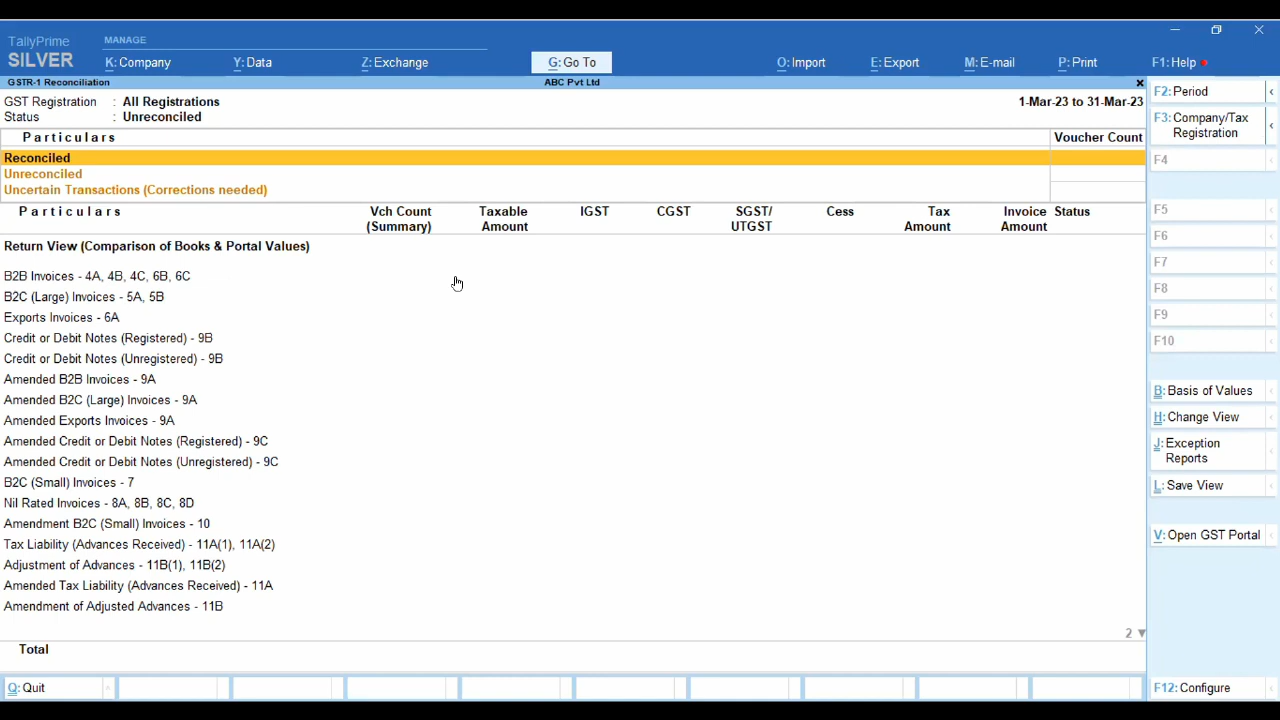 TallyPrime
SILVER
MANAGE
K: Company
Y: Data
Z: Exchange
G: Go To
O: Import
E: Export
M: E-mail
P: Print
F1: Help
GSTR-1 Reconciliation
ABC Pvt Ltd
GST Registration : All Registrations
1-Mar-23 to 31-Mar-23
Status : Unreconciled
Particulars
Voucher Count
Reconciled
Unreconciled
Uncertain Transactions (Corrections needed)
Particulars Vch Count Taxable IGST CGST SGST/ Cess Tax Invoice Status
(Summary) Amount UTGST Amount Amount
Return View (Comparison of Books & Portal Values)
B2B Invoices - 4A, 4B, 4C, 6B, 6C
B2C (Large) Invoices - 5A, 5B
Exports Invoices - 6A
Credit or Debit Notes (Registered) - 9B
Credit or Debit Notes (Unregistered) - 9B
Amended B2B Invoices - 9A
Amended B2C (Large) Invoices - 9A
Amended Exports Invoices - 9A
Amended Credit or Debit Notes (Registered) - 9C
Amended Credit or Debit Notes (Unregistered) - 9C
B2C (Small) Invoices - 7
Nil Rated Invoices - 8A, 8B, 8C, 8D
Amendment B2C (Small) Invoices - 10
Tax Liability (Advances Received) - 11A(1), 11A(2)
Adjustment of Advances - 11B(1), 11B(2)
Amended Tax Liability (Advances Received) - 11A
Amendment of Adjusted Advances - 11B
2 ▼
Total
Q: Quit
F2: Period
F3: Company/Tax
Registration
F4
F5
F6
F7
F8
F9
F10
B: Basis of Values
H: Change View
J: Exception
Reports
L: Save View
V: Open GST Portal
F12: Configure